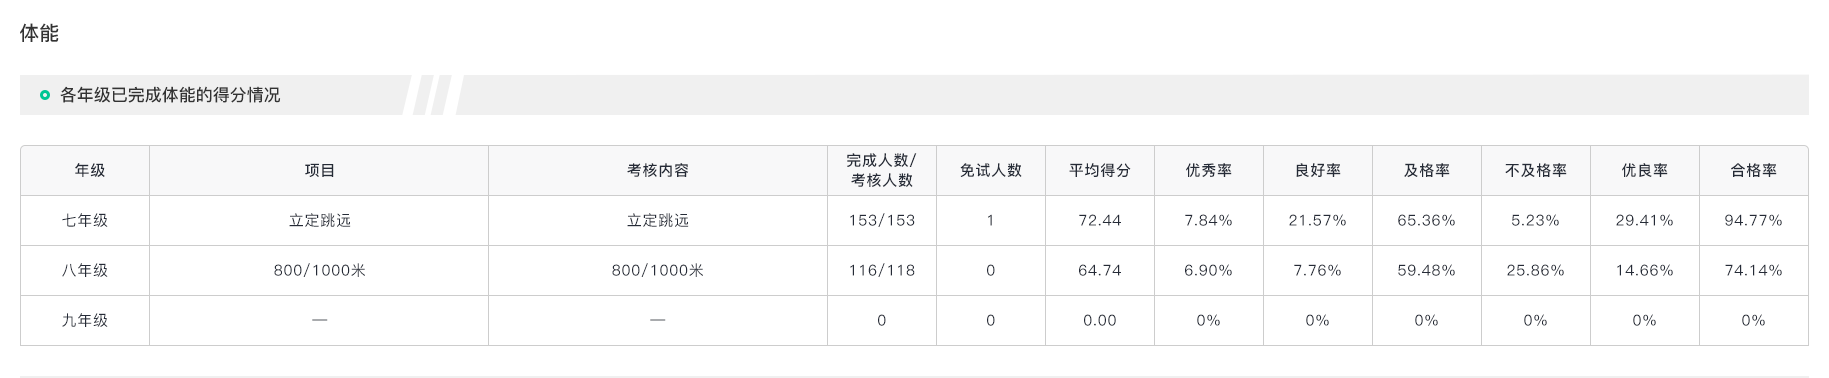 体能
各年级已完成体能的得分情况
年级 项目 考核内容 完成人数/考核人数 免试人数 平均得分 优秀率 良好率 及格率 不及格率 优良率 合格率
七年级 立定跳远 立定跳远 153/153 1 72.44 7.84% 21.57% 65.36% 5.23% 29.41% 94.77%
八年级 800/1000米 800/1000米 116/118 0 64.74 6.90% 7.76% 59.48% 25.86% 14.66% 74.14%
九年级 — — 0 0 0.00 0% 0% 0% 0% 0% 0%